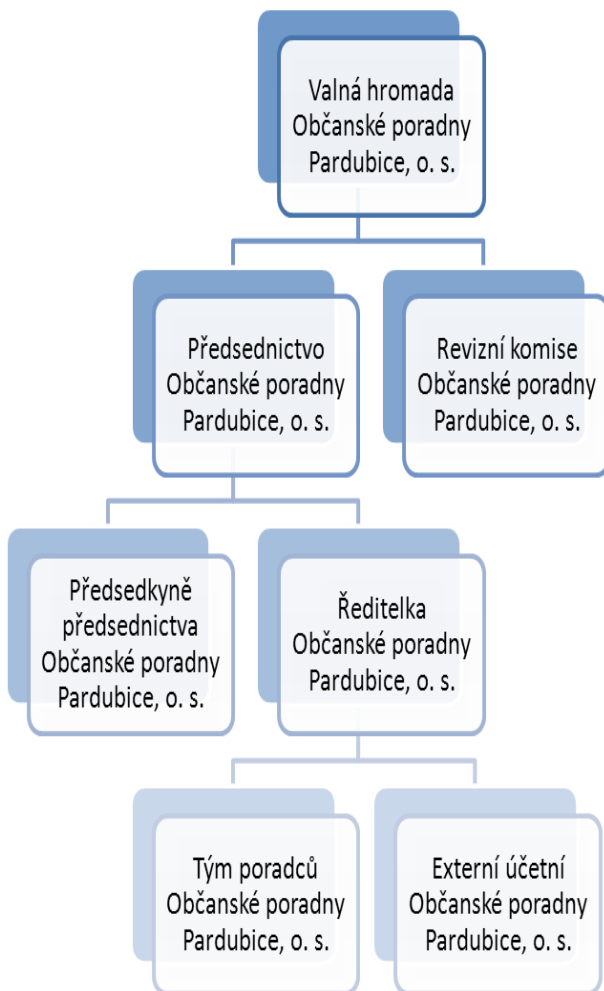 Valná hromada
Občanské poradny
Pardubice, o. s.
Předsednictvo
Občanské poradny
Pardubice, o. s.
Revizní komise
Občanské poradny
Pardubice, o. s.
Předsedkyně
předsednictva
Občanské poradny
Pardubice, o. s.
Ředitelka
Občanské poradny
Pardubice, o. s.
Tým poradců
Občanské poradny
Pardubice, o. s.
Externí účetní
Občanské poradny
Pardubice, o. s.